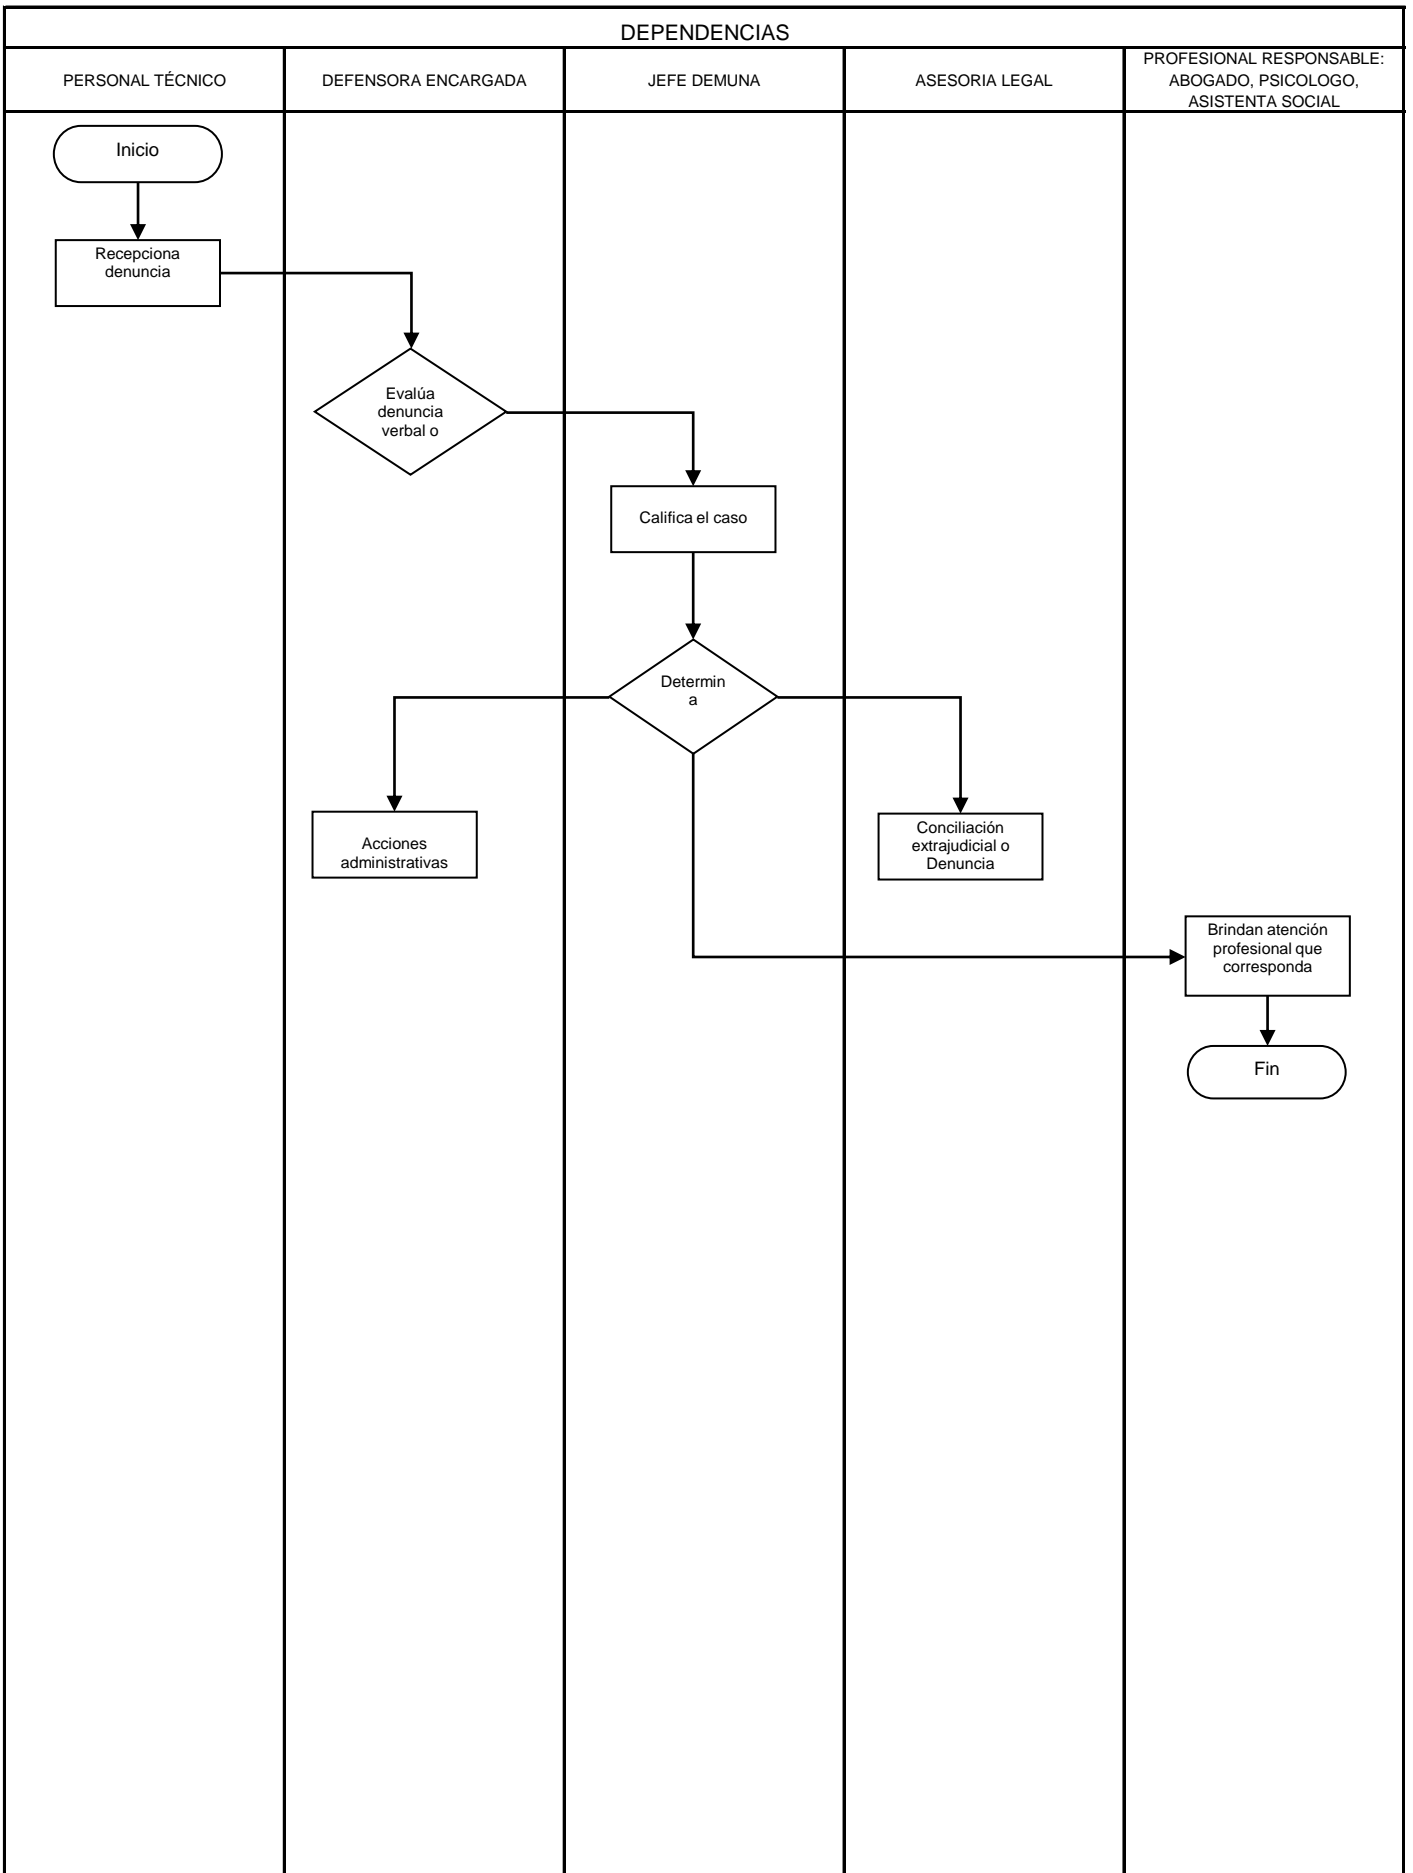 DEPENDENCIAS
PERSONAL TÉCNICO
DEFENSORA ENCARGADA
JEFE DEMUNA
ASESORIA LEGAL
PROFESIONAL RESPONSABLE:
ABOGADO, PSICOLOGO,
ASISTENTA SOCIAL
Inicio
Recepciona
denuncia
Evalúa
denuncia
verbal o
Califica el caso
Determin
a
Acciones
administrativas
Conciliación
extrajudicial o
Denuncia
Brindan atención
profesional que
corresponda
Fin